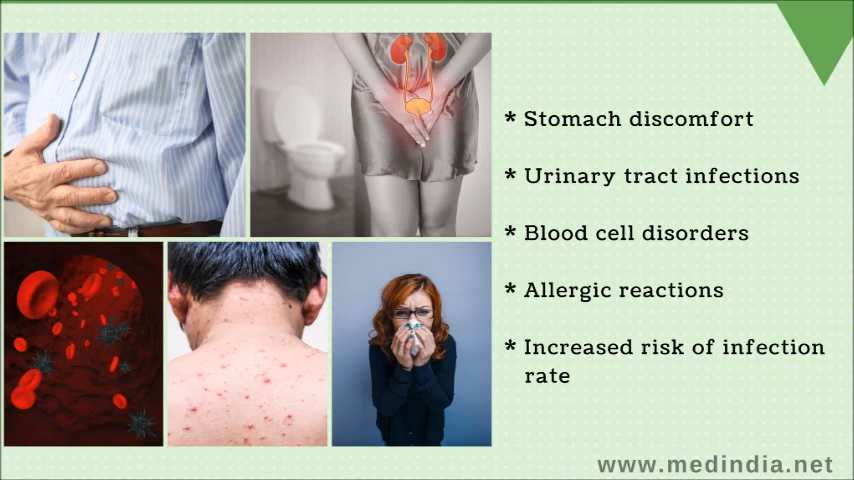 * Stomach discomfort
* Urinary tract infections
* Blood cell disorders
* Allergic reactions
* Increased risk of infection
rate
www.medindia.net